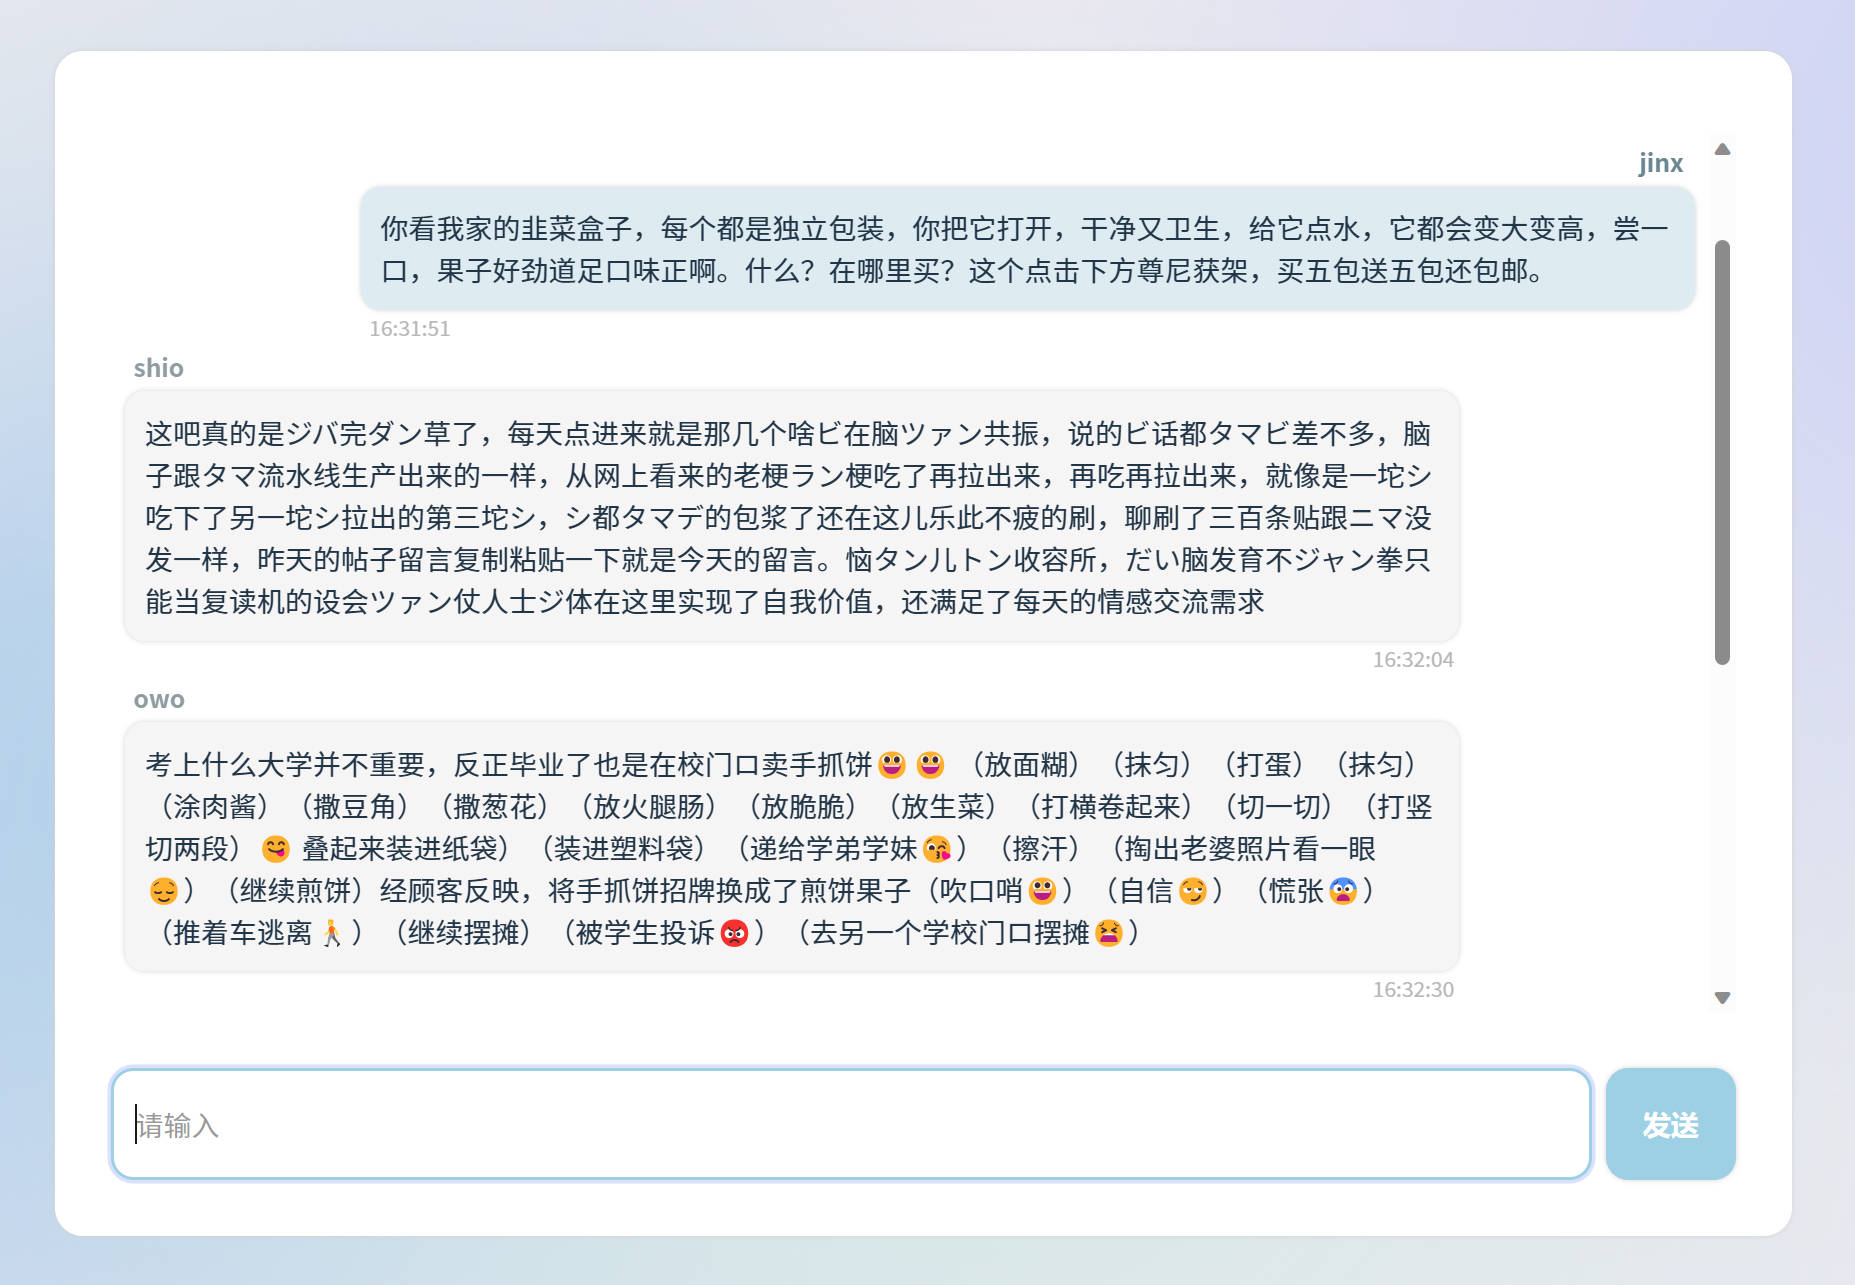 jinx
你看我家的韭菜盒子，每个都是独立包装，你把它打开，干净又卫生，给它点水，它都会变大变高，尝一
口，果子好劲道足口味正啊。什么？在哪里买？这个点击下方尊尼获架，买五包送五包还包邮。
16:31:51
shio
这吧真的是ジバ完ダン草了，每天点进来就是那几个啥ビ在脑ツァン共振，说的ビ话都タマビ差不多，脑
子跟タマ流水线生产出来的一样，从网上看来的老梗ラン梗吃了再拉出来，再吃再拉出来，就像是一坨シ
吃下了另一坨シ拉出的第三坨シ，シ都タマデ的包浆了还在这儿乐此不疲的刷，聊刷了三百条贴跟ニマ没
发一样，昨天的帖子留言复制粘贴一下就是今天的留言。恼タン儿トン收容所，だい脑发育不ジャン拳只
能当复读机的设会ツァン仗人士ジ体在这里实现了自我价值，还满足了每天的情感交流需求
16:32:04
owo
考上什么大学并不重要，反正毕业了也是在校门口卖手抓饼😃 😃 （放面糊）（抹匀）（打蛋）（抹匀）
（涂肉酱）（撒豆角）（撒葱花）（放火腿肠）（放脆脆）（放生菜）（打横卷起来）（切一切）（打竖
切两段）😋 叠起来装进纸袋）（装进塑料袋）（递给学弟学妹😘）（擦汗）（掏出老婆照片看一眼
😌）（继续煎饼）经顾客反映，将手抓饼招牌换成了煎饼果子（吹口哨😃）（自信😏）（慌张😨）
（推着车逃离🚶）（继续摆摊）（被学生投诉😡）（去另一个学校门口摆摊😆）
16:32:30
请输入
发送